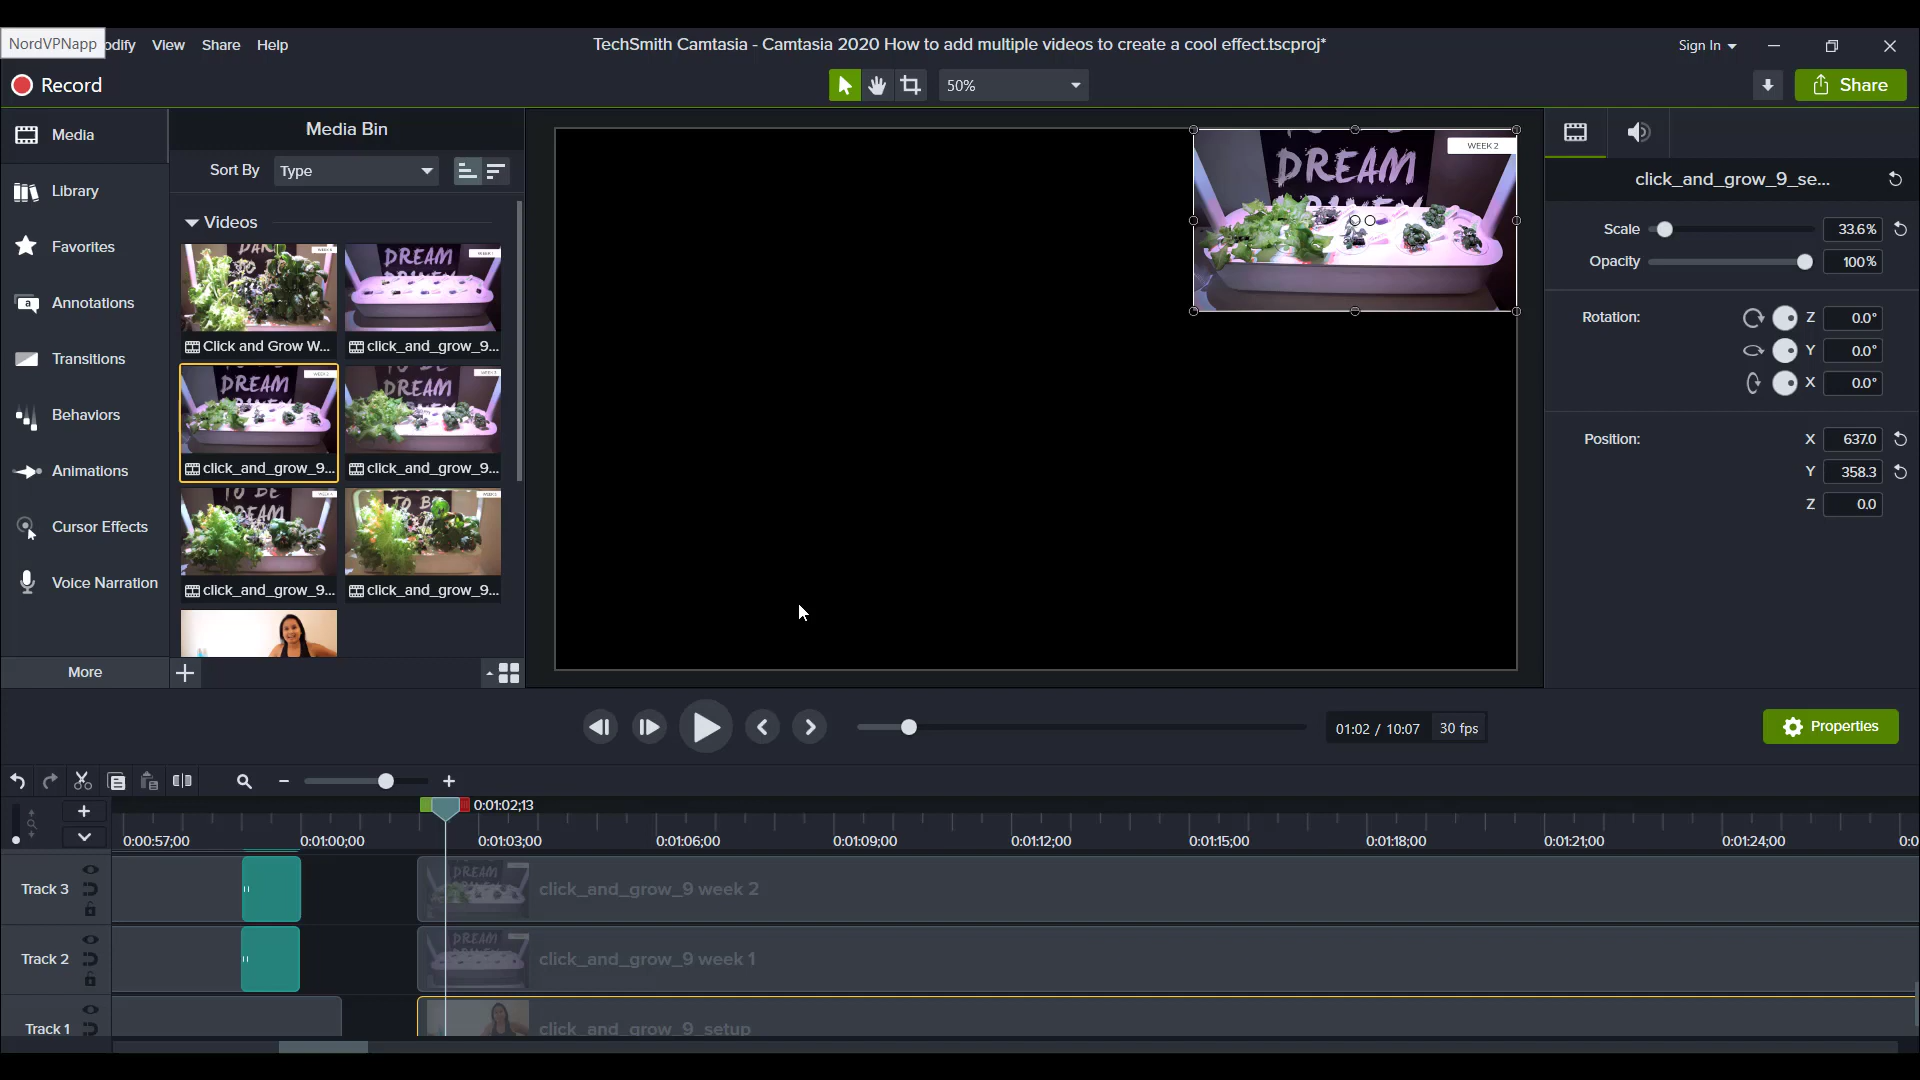 NordVPNapp
odify View Share Help
TechSmith Camtasia - Camtasia 2020 How to add multiple videos to create a cool effect.tscproj*
Sign In
Record
50%
Share
Media
Library
Favorites
Annotations
a
Transitions
Behaviors
Animations
Cursor Effects
Voice Narration
More
Media Bin
Sort By Type
Videos
Click and Grow W...
click_and_grow_9...
click_and_grow_9...
click_and_grow_9...
click_and_grow_9...
click_and_grow_9...
DREAM
WEEK 2
click_and_grow_9_se...
Scale 33.6%
Opacity 100%
Rotation: Z 0.0°
Y 0.0°
X 0.0°
Position: X 637.0
Y 358.3
Z 0.0
01:02 / 10:07 30 fps
Properties
0:01:02;13
0:00:57;00 0:01:00;00 0:01:03;00 0:01:06;00 0:01:09;00 0:01:12;00 0:01:15;00 0:01:18;00 0:01:21;00 0:01:24;00 0:0
Track 3 click_and_grow_9 week 2
Track 2 click_and_grow_9 week 1
Track 1 click_and_grow_9_setup